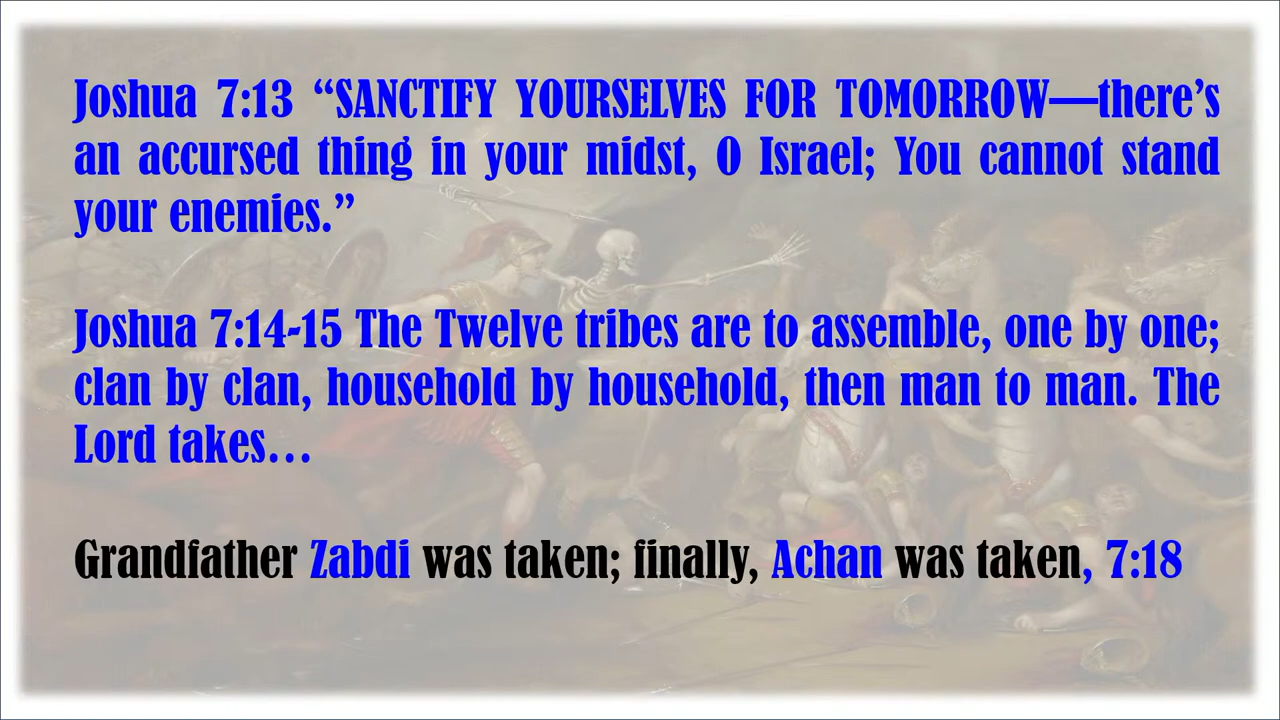 Joshua 7:13 “SANCTIFY YOURSELVES FOR TOMORROW—there’s
an accursed thing in your midst, O Israel; You cannot stand
your enemies.”
Joshua 7:14-15 The Twelve tribes are to assemble, one by one;
clan by clan, household by household, then man to man. The
Lord takes…
Grandfather Zabdi was taken; finally, Achan was taken, 7:18